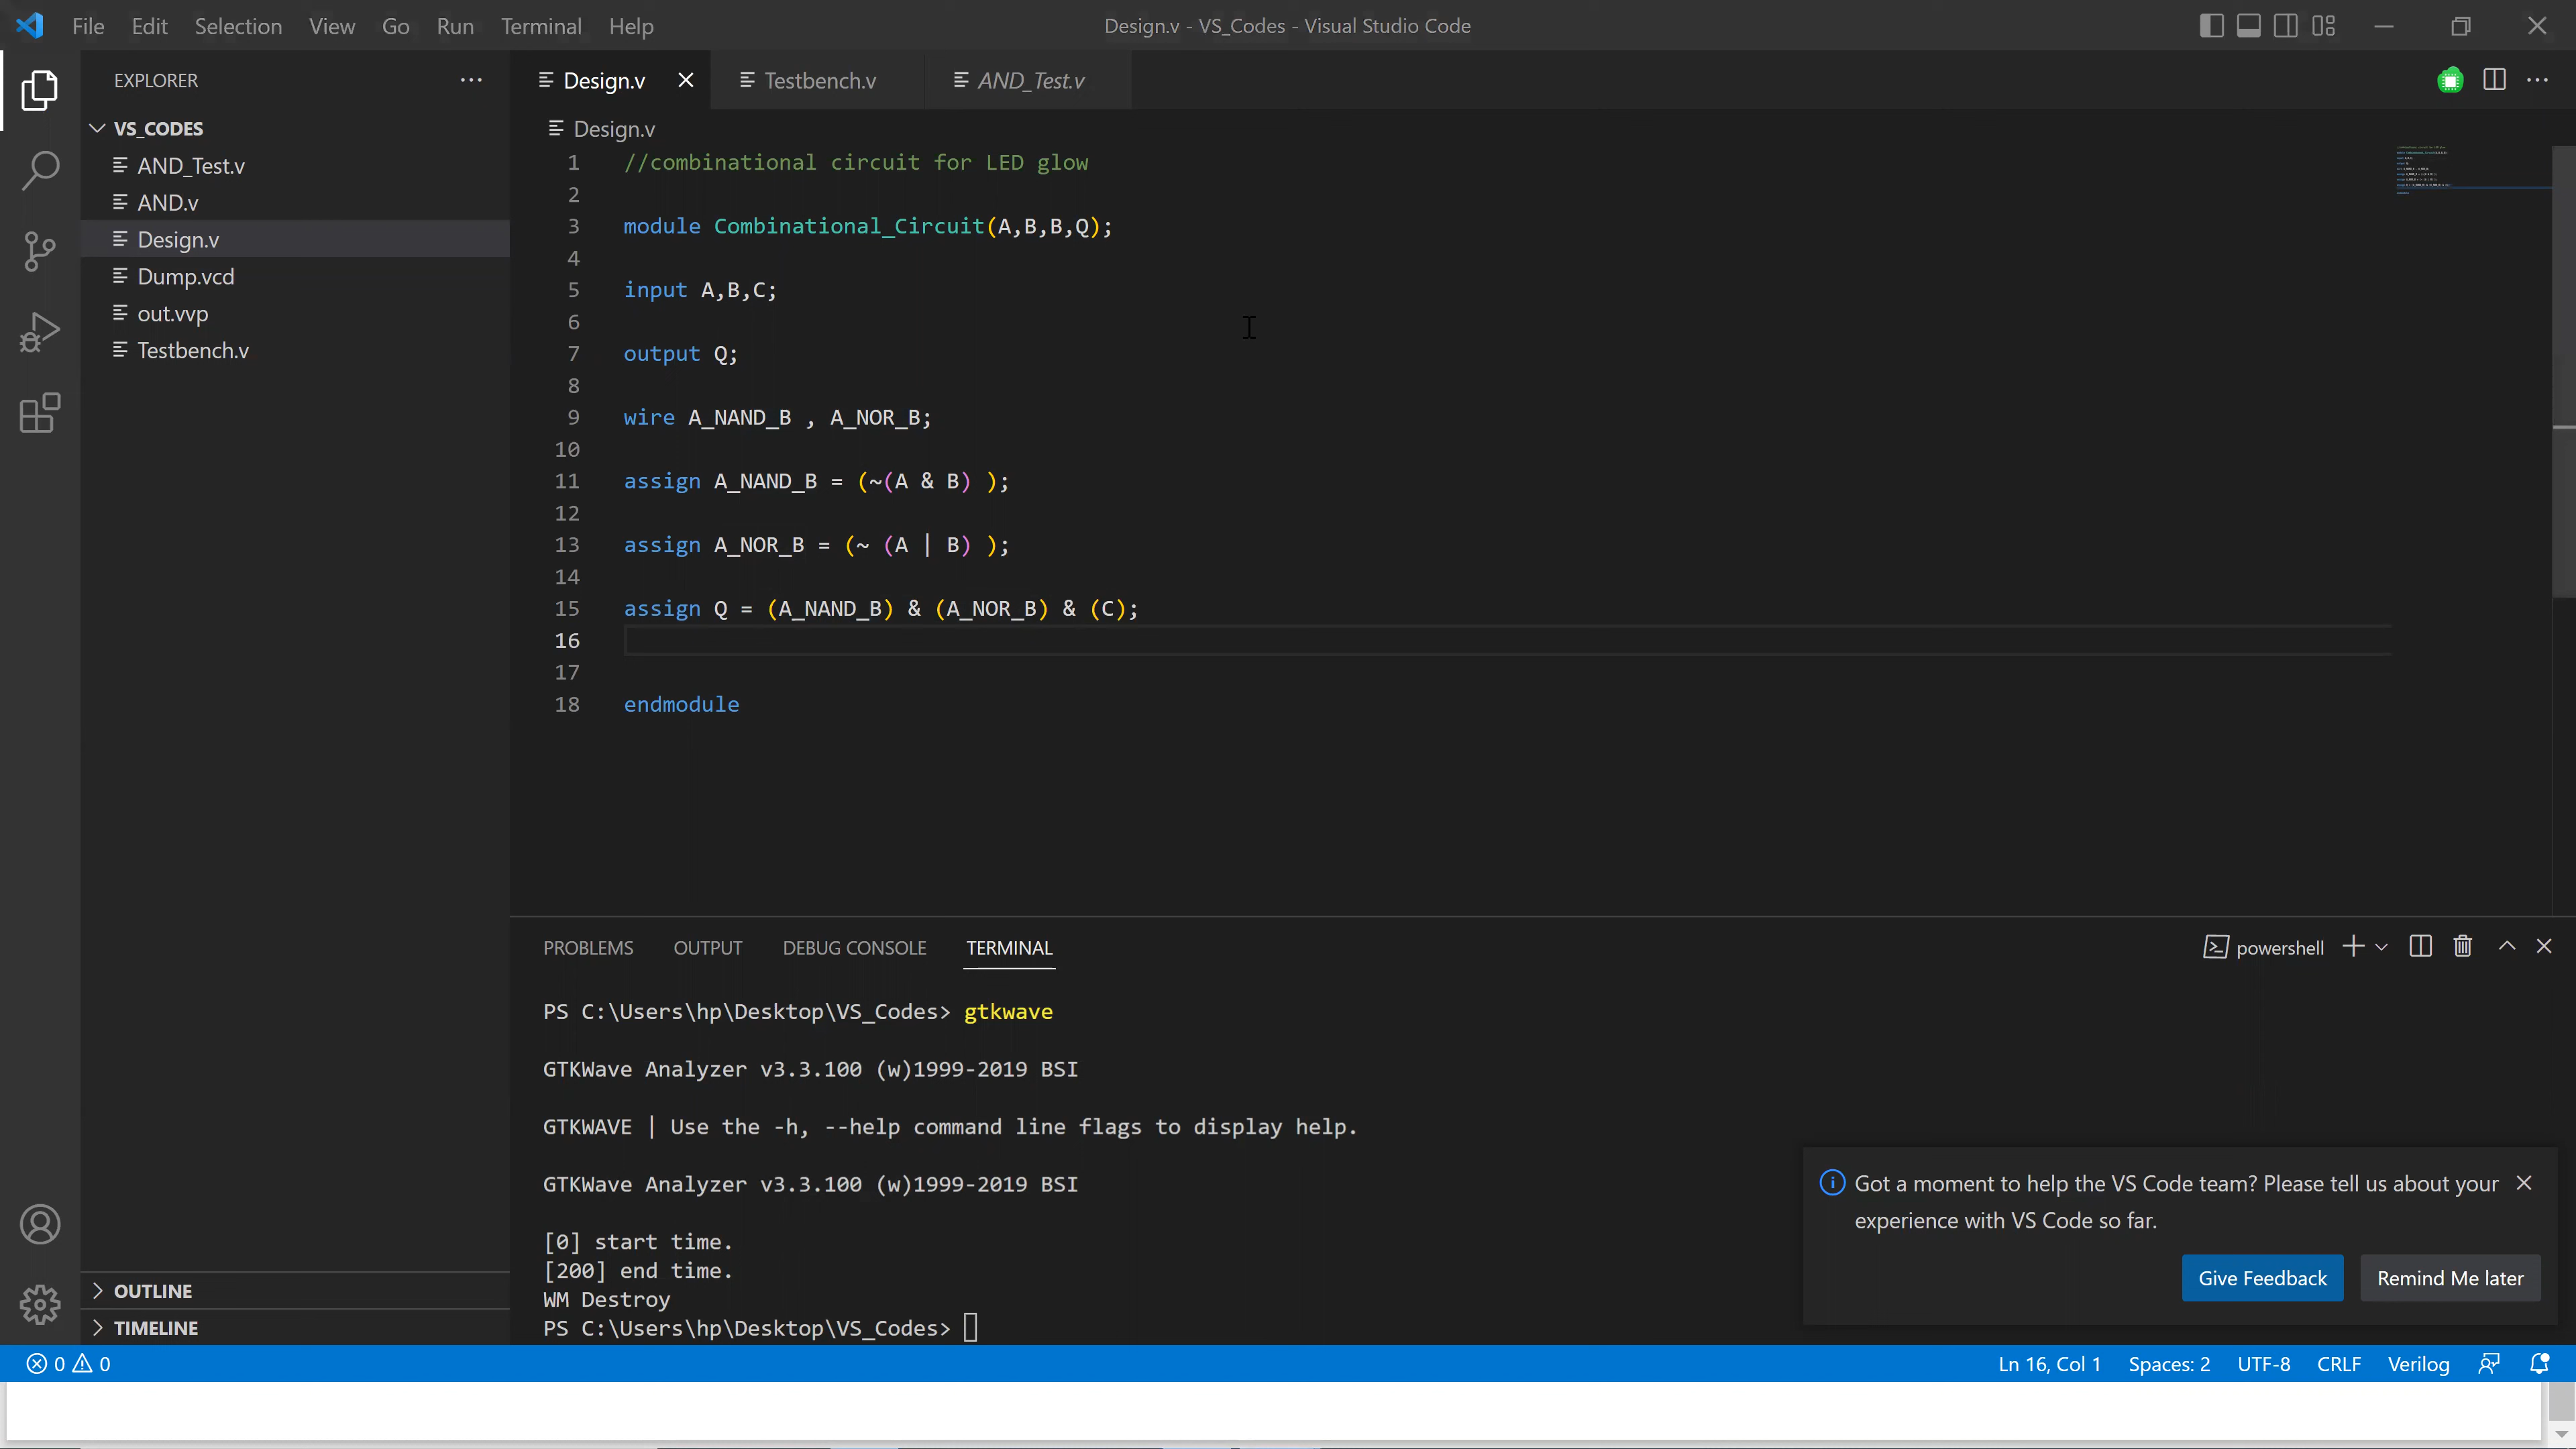 File Edit Selection View Go Run Terminal Help
Design.v - VS_Codes - Visual Studio Code
EXPLORER
VS_CODES
AND_Test.v
AND.v
Design.v
Dump.vcd
out.vvp
Testbench.v
OUTLINE
TIMELINE
Design.v Testbench.v AND_Test.v
Design.v
1 //combinational circuit for LED glow
2
3 module Combinational_Circuit(A,B,B,Q);
4
5 input A,B,C;
6
7 output Q;
8
9 wire A_NAND_B , A_NOR_B;
10
11 assign A_NAND_B = (~(A & B) );
12
13 assign A_NOR_B = (~ (A | B) );
14
15 assign Q = (A_NAND_B) & (A_NOR_B) & (C);
16
17
18 endmodule
PROBLEMS OUTPUT DEBUG CONSOLE TERMINAL
powershell
PS C:\Users\hp\Desktop\VS_Codes> gtkwave
GTKWave Analyzer v3.3.100 (w)1999-2019 BSI
GTKWAVE | Use the -h, --help command line flags to display help.
GTKWave Analyzer v3.3.100 (w)1999-2019 BSI
[0] start time.
[200] end time.
WM Destroy
PS C:\Users\hp\Desktop\VS_Codes>
Got a moment to help the VS Code team? Please tell us about your
experience with VS Code so far.
Give Feedback Remind Me later
0 0
Ln 16, Col 1 Spaces: 2 UTF-8 CRLF Verilog